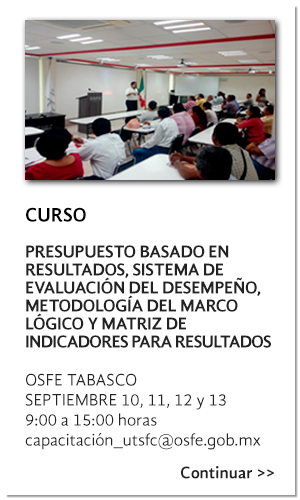 CURSO
PRESUPUESTO BASADO EN
RESULTADOS, SISTEMA DE
EVALUACIÓN DEL DESEMPEÑO,
METODOLOGÍA DEL MARCO
LÓGICO Y MATRIZ DE
INDICADORES PARA RESULTADOS
OSFE TABASCO
SEPTIEMBRE 10, 11, 12 y 13
9:00 a 15:00 horas
capacitación_utsfc@osfe.gob.mx
Continuar >>